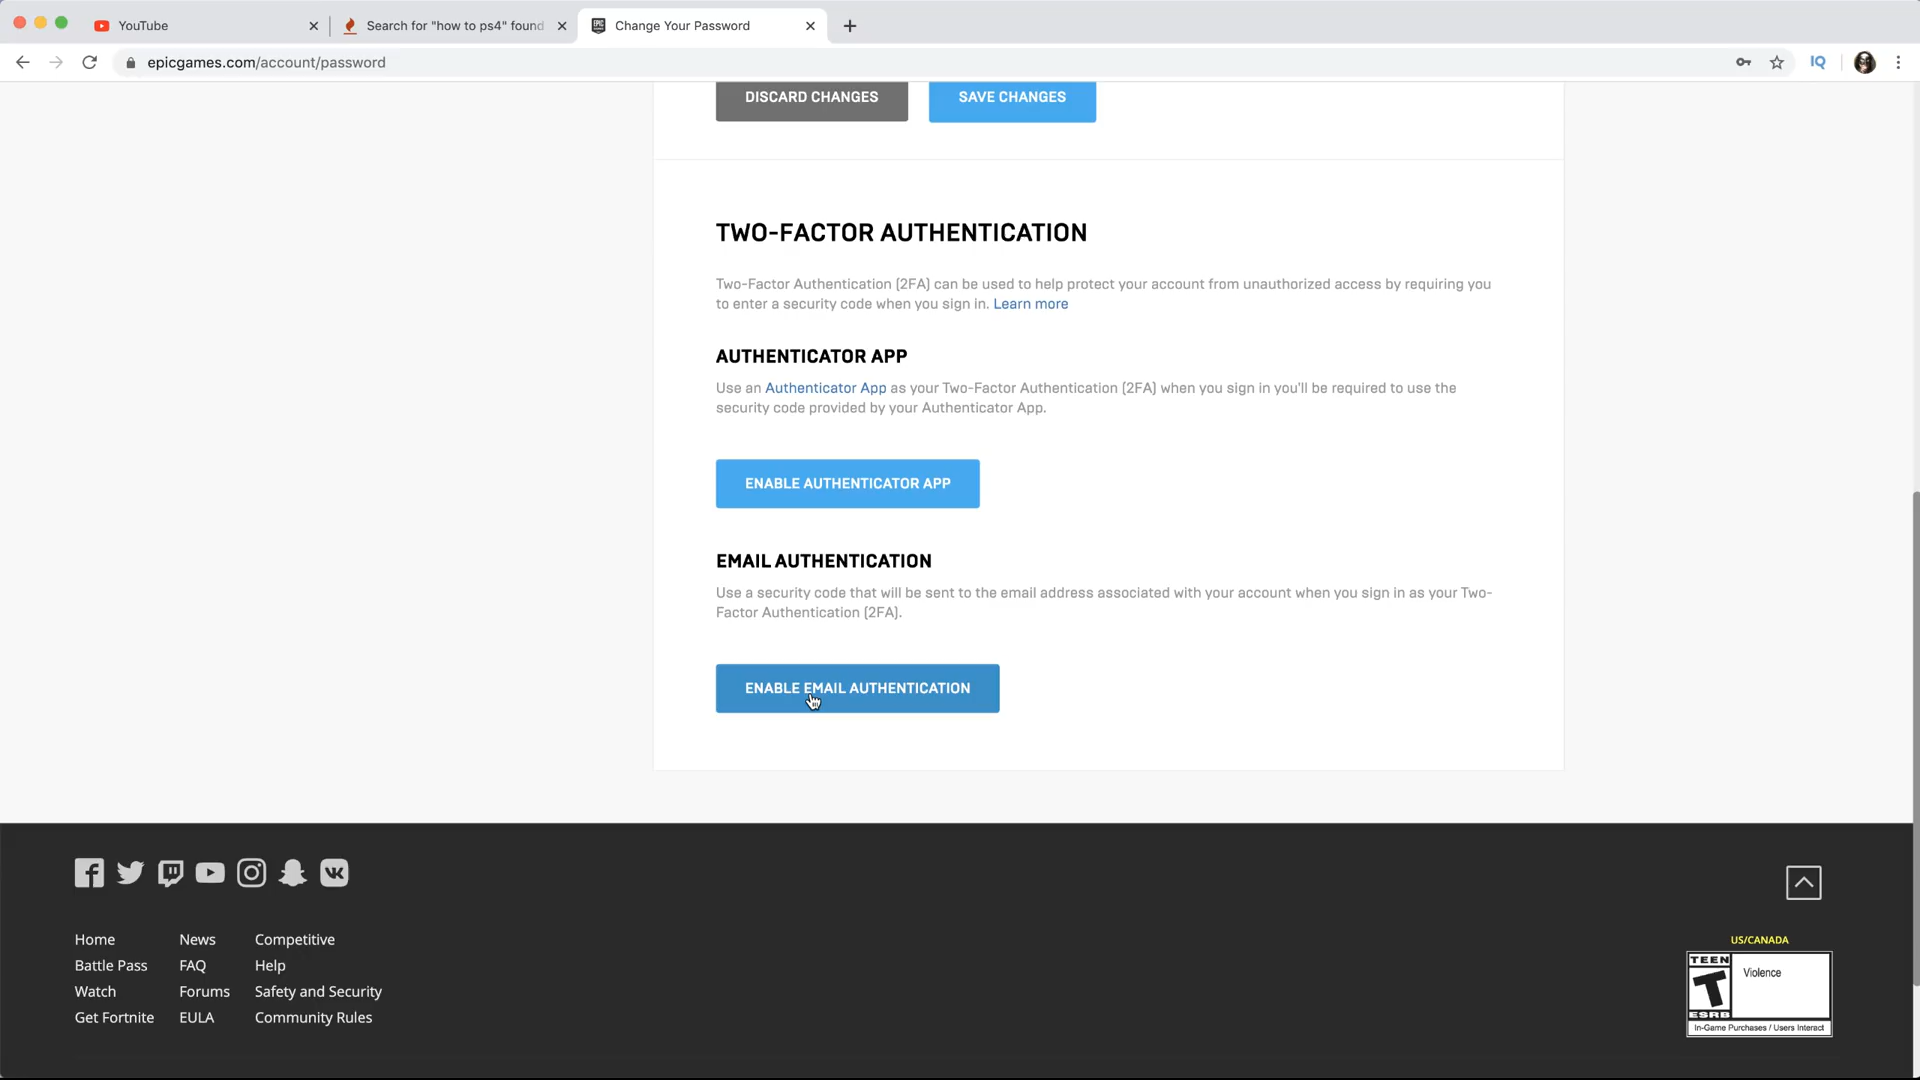 YouTube
Search for "how to ps4" found
Change Your Password
epicgames.com/account/password
IQ
DISCARD CHANGES
SAVE CHANGES
TWO-FACTOR AUTHENTICATION
Two-Factor Authentication (2FA) can be used to help protect your account from unauthorized access by requiring you
to enter a security code when you sign in. Learn more
AUTHENTICATOR APP
Use an Authenticator App as your Two-Factor Authentication (2FA) when you sign in you'll be required to use the
security code provided by your Authenticator App.
ENABLE AUTHENTICATOR APP
EMAIL AUTHENTICATION
Use a security code that will be sent to the email address associated with your account when you sign in as your Two-
Factor Authentication (2FA).
ENABLE EMAIL AUTHENTICATION
Home
News
Competitive
Battle Pass
FAQ
Help
Watch
Forums
Safety and Security
Get Fortnite
EULA
Community Rules
US/CANADA
TEEN
T
ESRB
Violence
In-Game Purchases / Users Interact